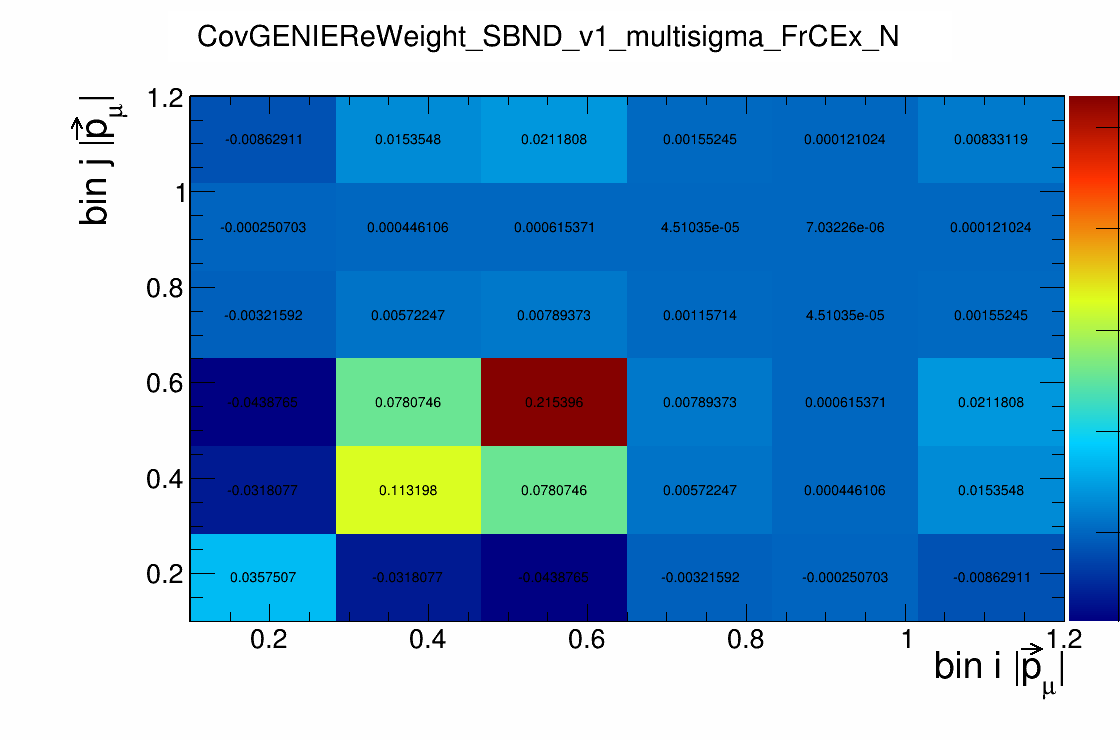 CovGENIEReWeight_SBND_v1_multisigma_FrCEx_N
bin j |p⃗μ|
1.2
-0.00862911 0.0153548 0.0211808 0.00155245 0.000121024 0.00833119
1
-0.000250703 0.000446106 0.000615371 4.51035e-05 7.03226e-06 0.000121024
0.8
-0.00321592 0.00572247 0.00789373 0.00115714 4.51035e-05 0.00155245
0.6
-0.0438765 0.0780746 0.215396 0.00789373 0.000615371 0.0211808
0.4
-0.0318077 0.113198 0.0780746 0.00572247 0.000446106 0.0153548
0.2
0.0357507 -0.0318077 -0.0438765 -0.00321592 -0.000250703 -0.00862911
0.2 0.4 0.6 0.8 1 1.2
bin i |p⃗μ|